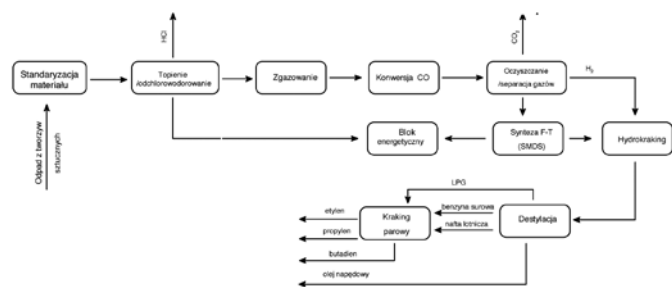 HCl
CO₂
Standaryzacja
materiału
Topienie
/odchlorowodorowanie
Zgazowanie
Konwersja CO
Oczyszczanie
/separacja gazów
H₂
Odpad z tworzyw
sztucznych
Blok
energetyczny
Synteza F-T
(SMDS)
Hydrokraking
LPG
etylen
propylen
butadien
olej napędowy
Kraking
parowy
benzyna surowa
nafta lotnicza
Destylacja